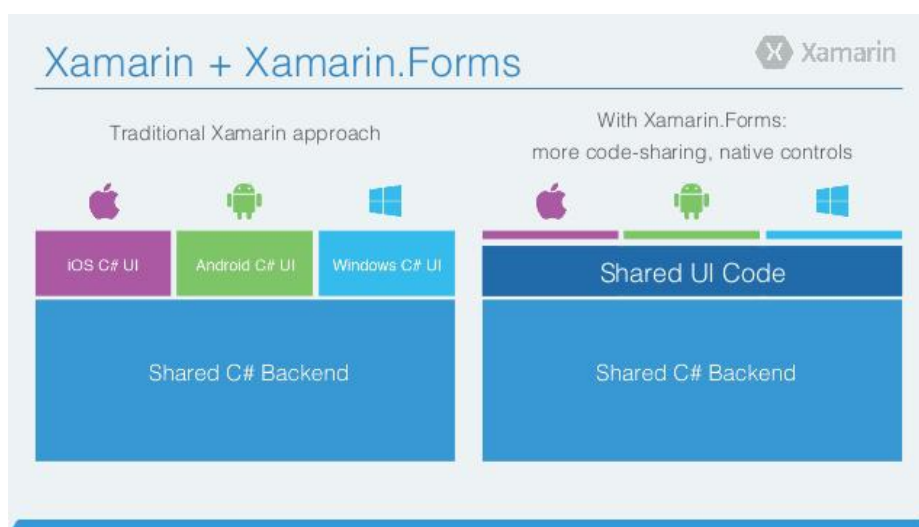 Xamarin + Xamarin.Forms
X Xamarin
Traditional Xamarin approach
iOS C# UI
Android C# UI
Windows C# UI
Shared C# Backend
With Xamarin.Forms:
more code-sharing, native controls
Shared UI Code
Shared C# Backend